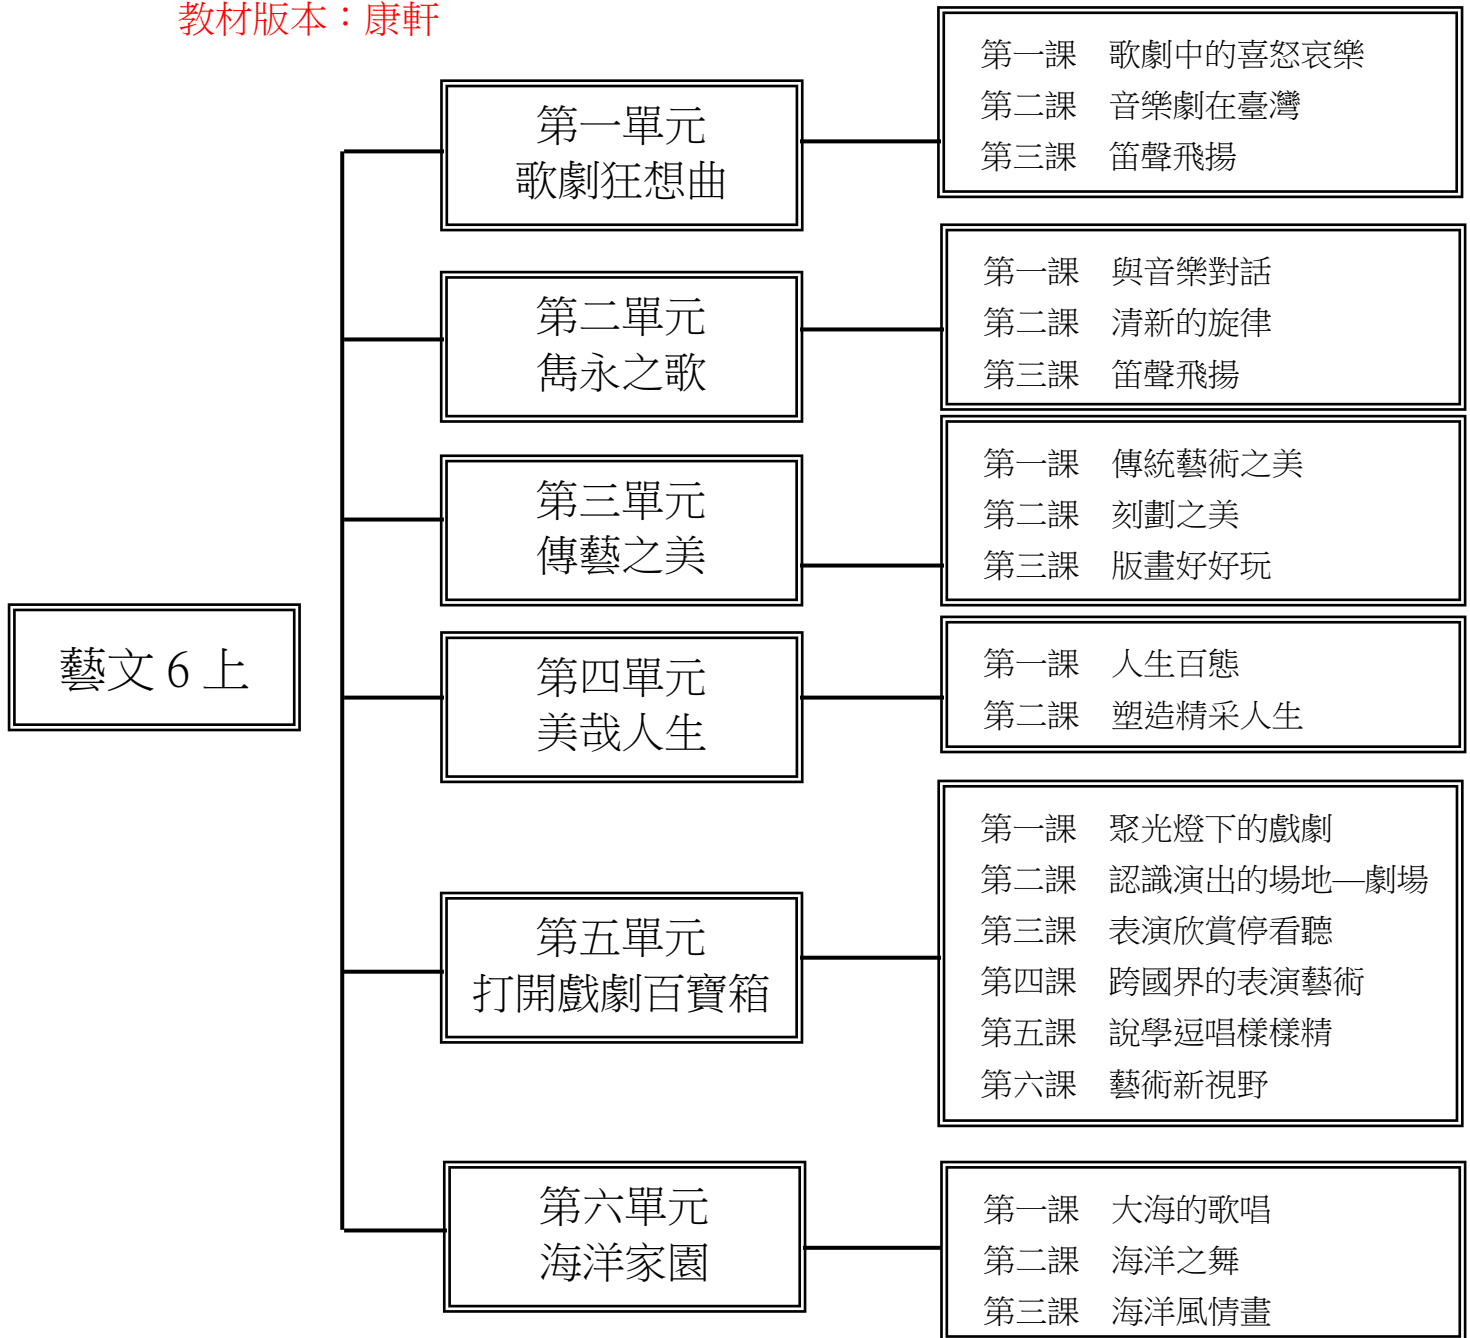 教材版本：康軒
藝文 6 上
第一單元
歌劇狂想曲
第一課　歌劇中的喜怒哀樂
第二課　音樂劇在臺灣
第三課　笛聲飛揚
第二單元
雋永之歌
第一課　與音樂對話
第二課　清新的旋律
第三課　笛聲飛揚
第三單元
傳藝之美
第一課　傳統藝術之美
第二課　刻劃之美
第三課　版畫好好玩
第四單元
美哉人生
第一課　人生百態
第二課　塑造精采人生
第五單元
打開戲劇百寶箱
第一課　聚光燈下的戲劇
第二課　認識演出的場地—劇場
第三課　表演欣賞停看聽
第四課　跨國界的表演藝術
第五課　說學逗唱樣樣精
第六課　藝術新視野
第六單元
海洋家園
第一課　大海的歌唱
第二課　海洋之舞
第三課　海洋風情畫